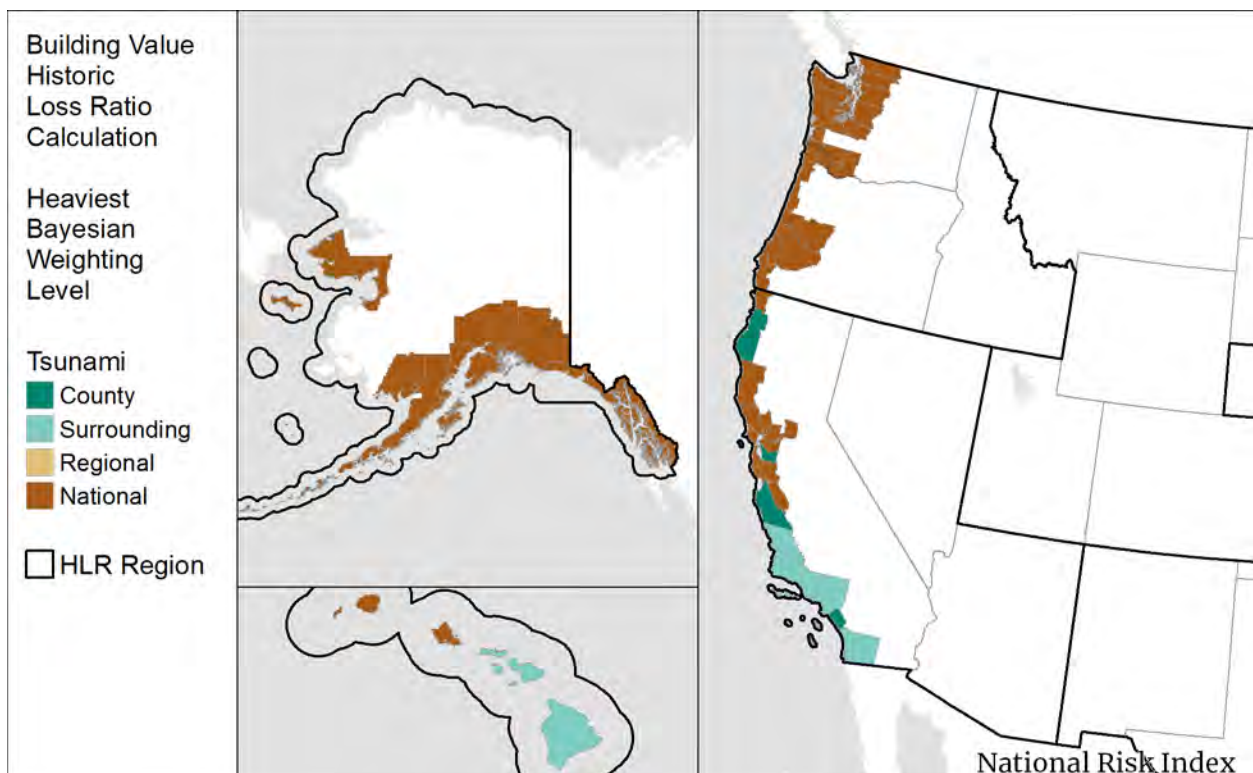 Building Value
Historic
Loss Ratio
Calculation
Heaviest
Bayesian
Weighting
Level
Tsunami
County
Surrounding
Regional
National
HLR Region
National Risk Index